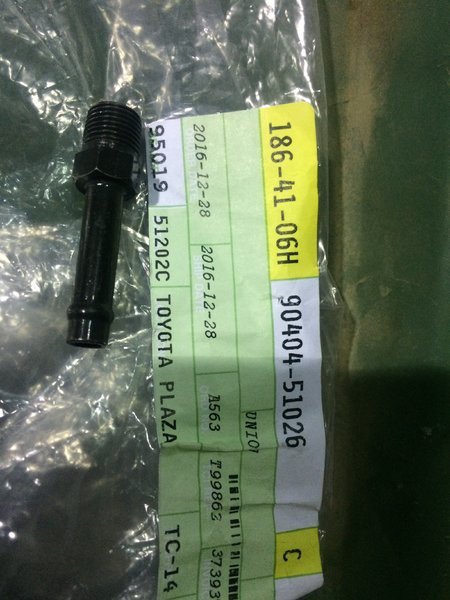 186-41-06H 90404-51026 C
UNION
2016-12-28 2016-12-28 A563 T99863 37393
95019 51202C TOYOTA PLAZA TC-14